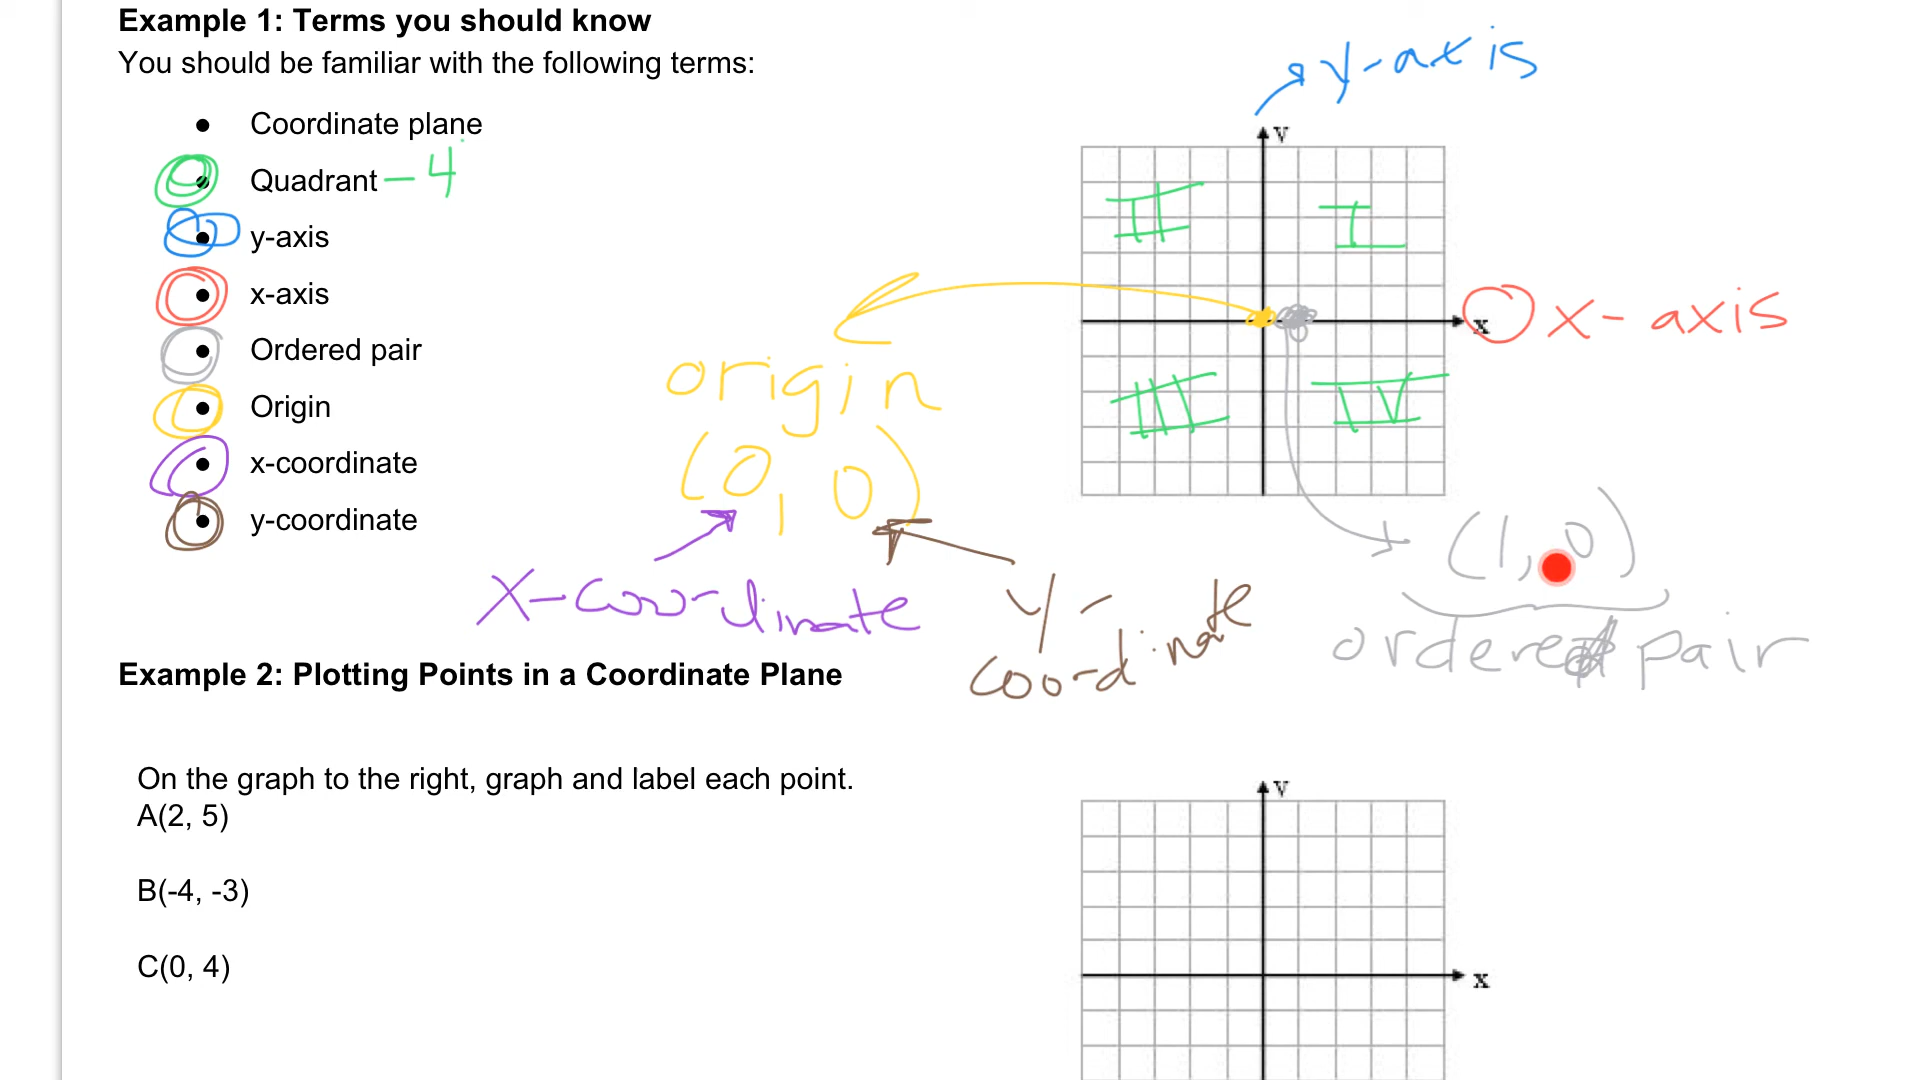 Example 1: Terms you should know
You should be familiar with the following terms:
• Coordinate plane
• Quadrant – 4
• y-axis
• x-axis
• Ordered pair
• Origin
• x-coordinate
• y-coordinate
y-axis
y
II
I
x
x-axis
III
IV
origin
(0, 0)
x-coordinate
y-
coordinate
(1, 0)
ordered pair
Example 2: Plotting Points in a Coordinate Plane
On the graph to the right, graph and label each point.
A(2, 5)
B(-4, -3)
C(0, 4)
y
x